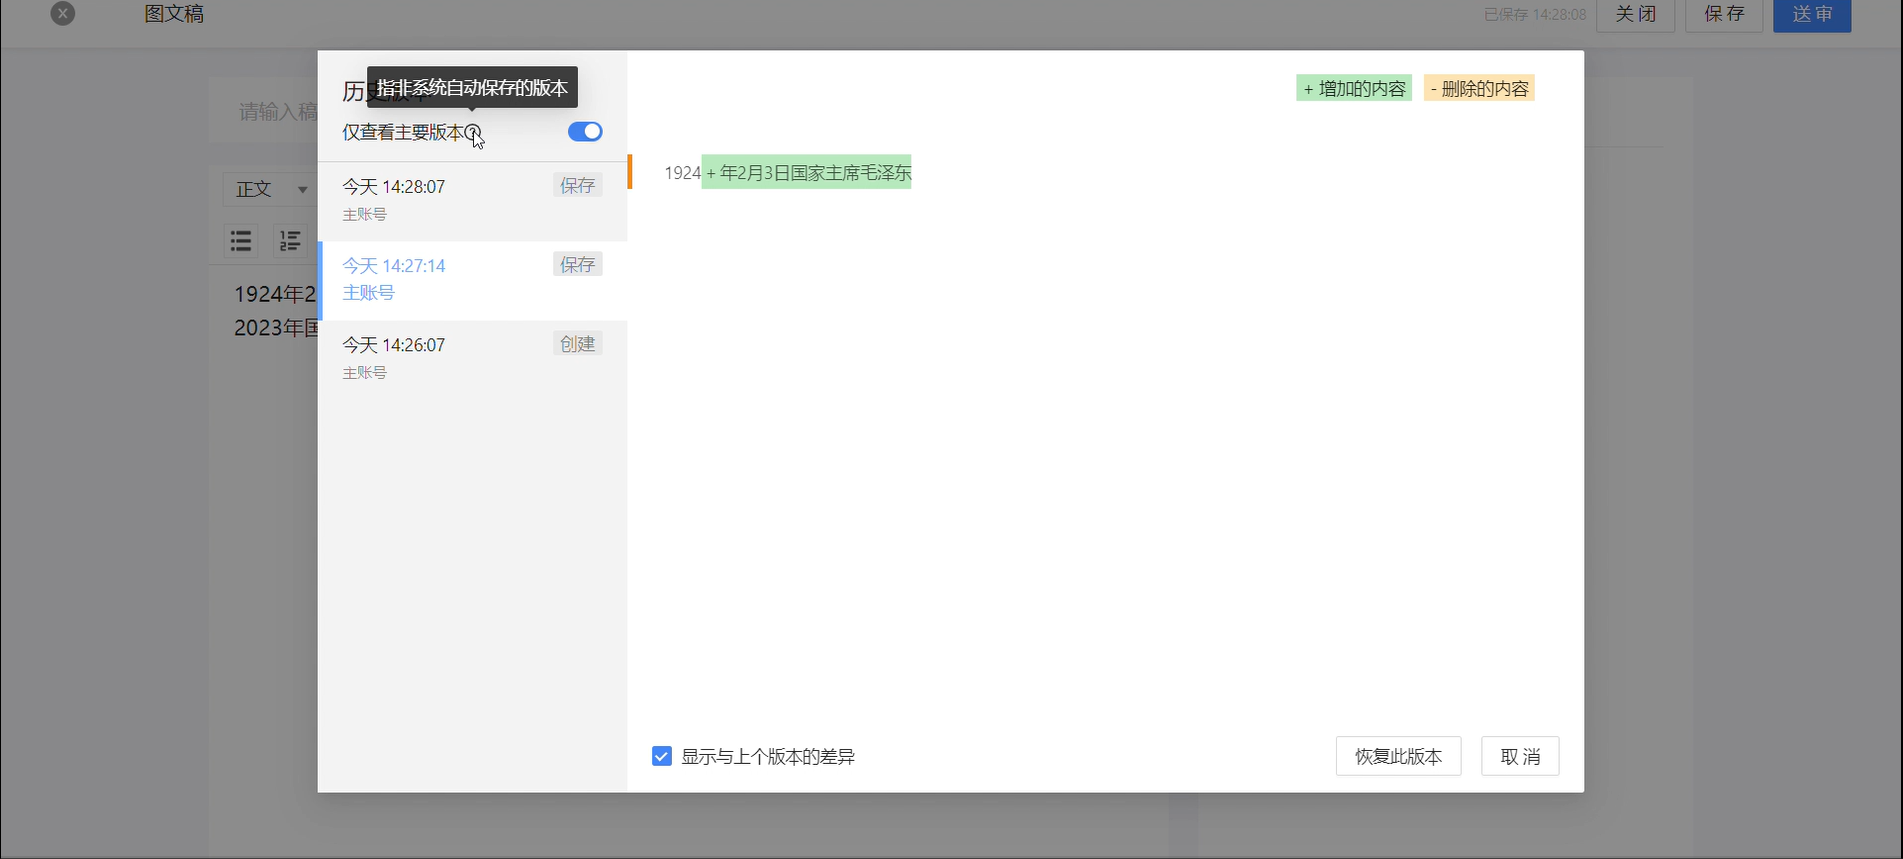 图文稿
已保存 14:28:08
关 闭
保 存
送 审
指非系统自动保存的版本
历史版本
+ 增加的内容
- 删除的内容
请输入稿
仅查看主要版本
1924 + 年2月3日国家主席毛泽东
正文
今天 14:28:07
保存
主账号
今天 14:27:14
保存
主账号
1924年2
2023年国
今天 14:26:07
创建
主账号
显示与上个版本的差异
恢复此版本
取 消